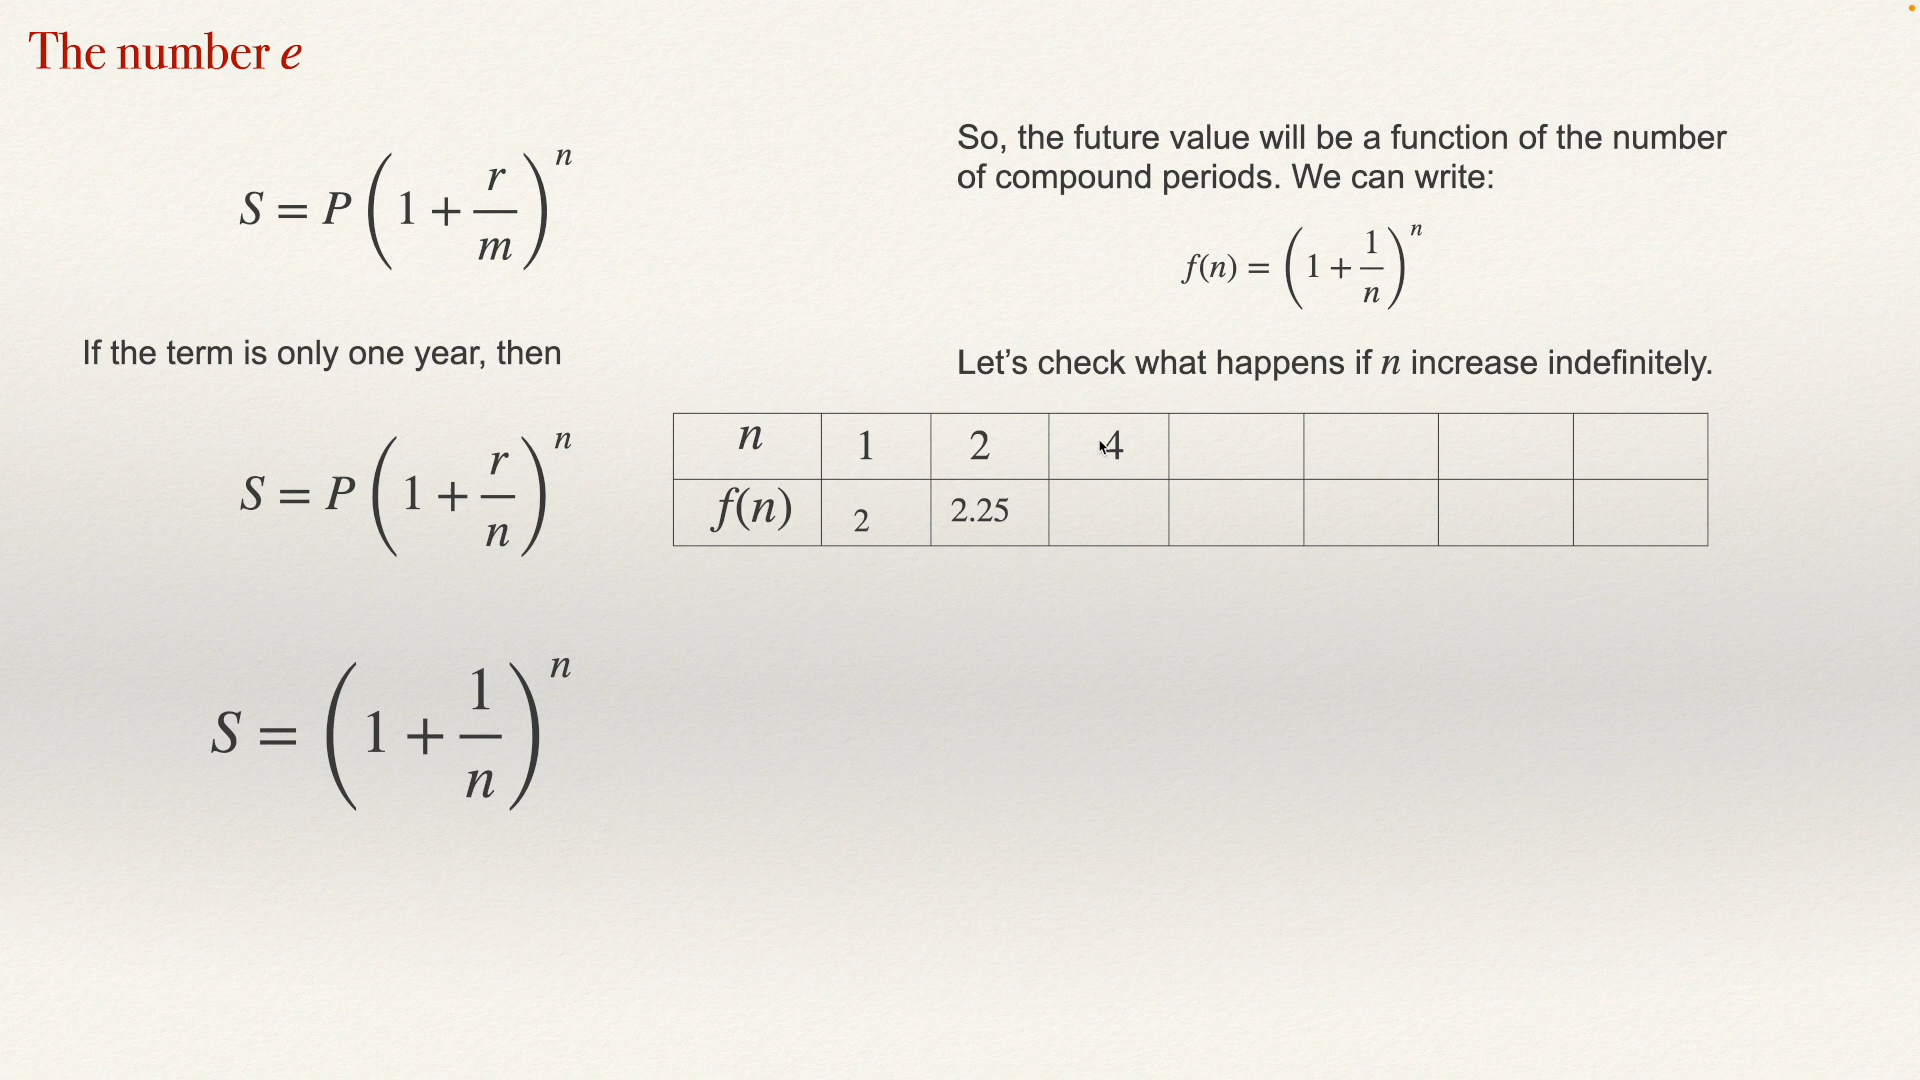 The number e
S = P(1 + r/m)^n
If the term is only one year, then
S = P(1 + r/n)^n
S = (1 + 1/n)^n
So, the future value will be a function of the number
of compound periods. We can write:
f(n) = (1 + 1/n)^n
Let’s check what happens if n increase indefinitely.
n 1 2 4
f(n) 2 2.25